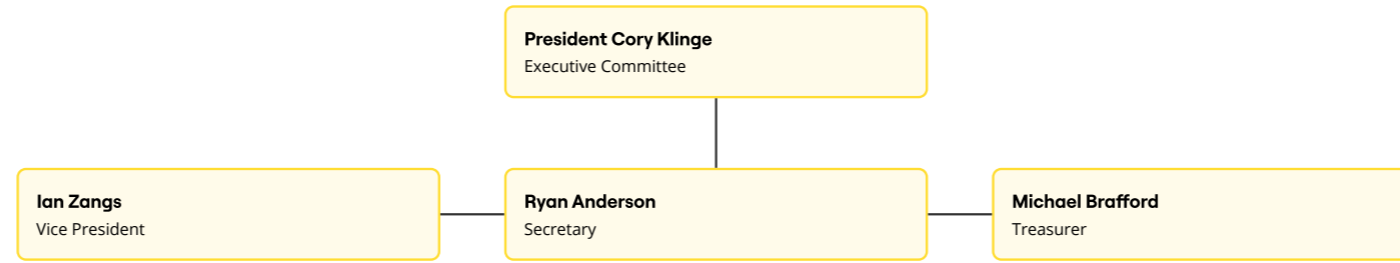 President Cory Klinge
Executive Committee
Ian Zangs
Vice President
Ryan Anderson
Secretary
Michael Brafford
Treasurer